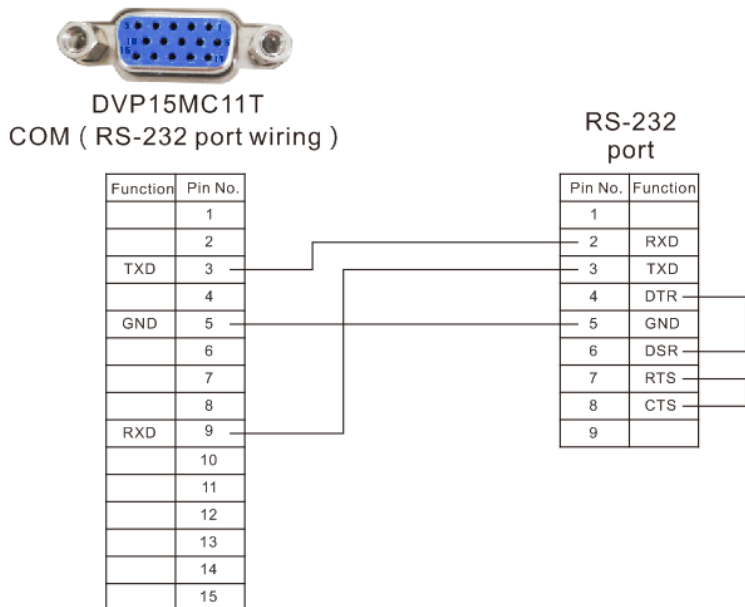 DVP15MC11T
COM ( RS-232 port wiring )
Function Pin No.
1
2
TXD 3
4
GND 5
6
7
8
RXD 9
10
11
12
13
14
15
RS-232
port
Pin No. Function
1
2 RXD
3 TXD
4 DTR
5 GND
6 DSR
7 RTS
8 CTS
9